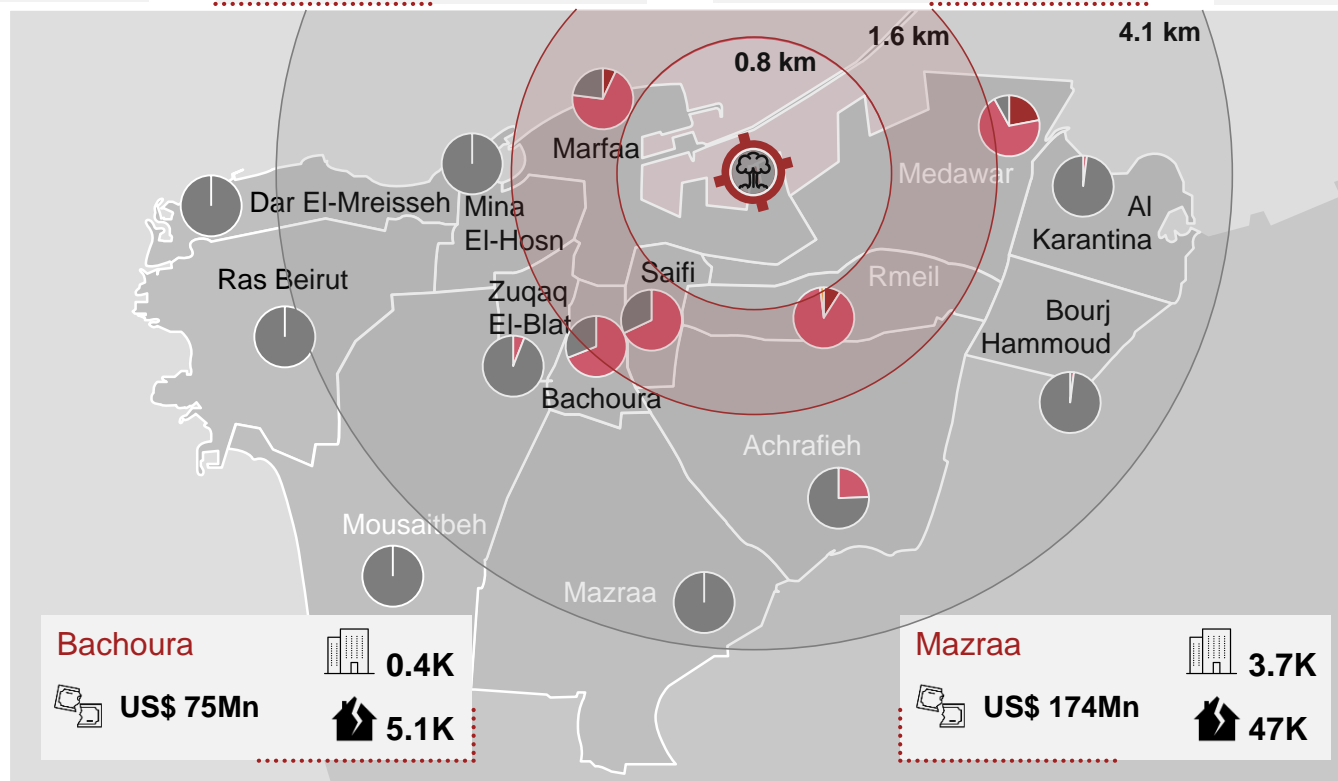 1.6 km
4.1 km
0.8 km
Marfaa
Medawar
Dar El-Mreisseh
Mina
El-Hosn
Al
Karantina
Ras Beirut
Saifi
Rmeil
Zuqaq
El-Blat
Bourj
Hammoud
Bachoura
Achrafieh
Mousaitbeh
Mazraa
Bachoura
0.4K
US$ 75Mn
5.1K
Mazraa
3.7K
US$ 174Mn
47K